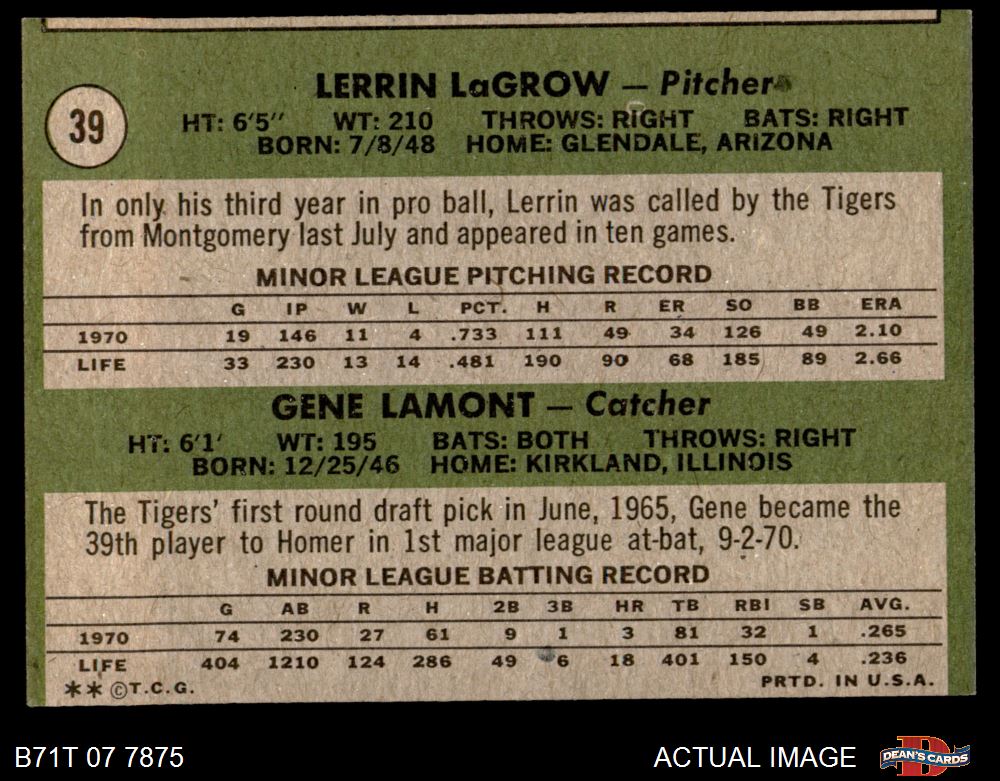 39
LERRIN LaGROW — Pitcher
HT: 6'5" WT: 210 THROWS: RIGHT BATS: RIGHT
BORN: 7/8/48 HOME: GLENDALE, ARIZONA
In only his third year in pro ball, Lerrin was called by the Tigers
from Montgomery last July and appeared in ten games.
MINOR LEAGUE PITCHING RECORD
G IP W L PCT. H R ER SO BB ERA
1970 19 146 11 4 .733 111 49 34 126 49 2.10
LIFE 33 230 13 14 .481 190 90 68 185 89 2.66
GENE LAMONT — Catcher
HT: 6'1' WT: 195 BATS: BOTH THROWS: RIGHT
BORN: 12/25/46 HOME: KIRKLAND, ILLINOIS
The Tigers' first round draft pick in June, 1965, Gene became the
39th player to Homer in 1st major league at-bat, 9-2-70.
MINOR LEAGUE BATTING RECORD
G AB R H 2B 3B HR TB RBI SB AVG.
1970 74 230 27 61 9 1 3 81 32 1 .265
LIFE 404 1210 124 286 49 6 18 401 150 4 .236
**©T.C.G. PRTD. IN U.S.A.
B71T 07 7875 ACTUAL IMAGE DEAN'S CARDS